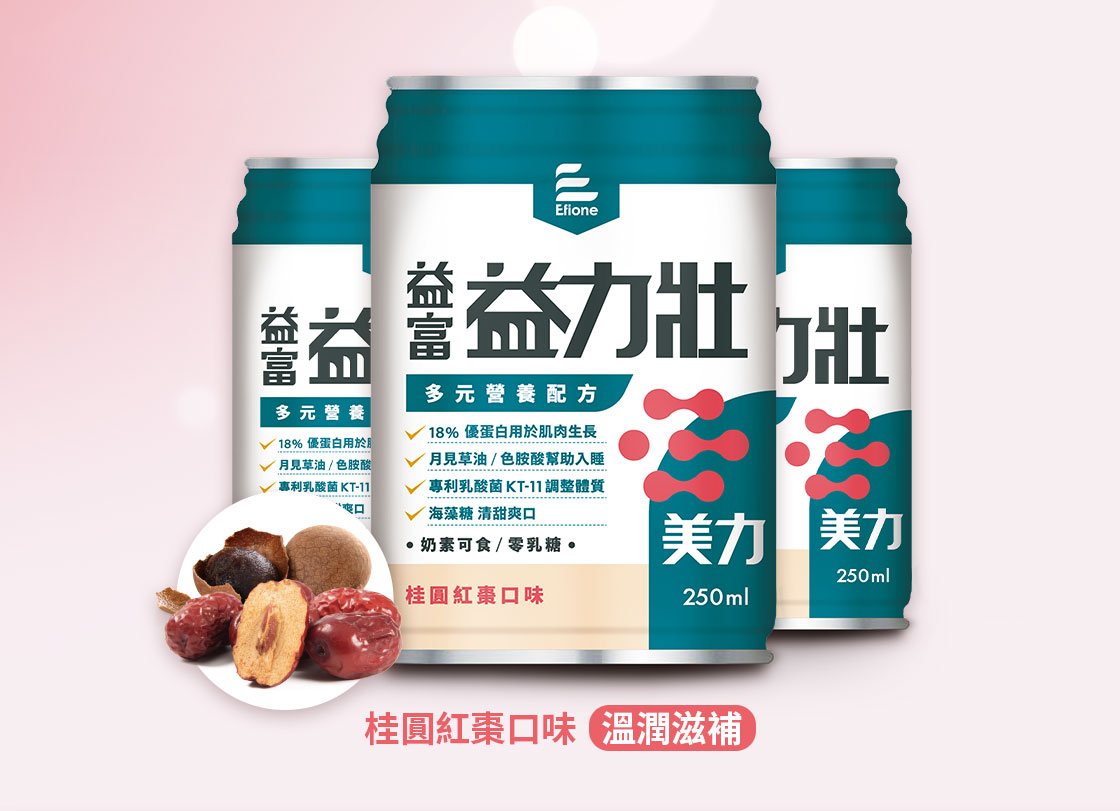 Efione
益富 益力壯
多元營養配方
18% 優蛋白用於肌肉生長
月見草油 / 色胺酸幫助入睡
專利乳酸菌 KT-11 調整體質
海藻糖 清甜爽口
• 奶素可食 / 零乳糖 •
桂圓紅棗口味
美力
250ml
益富 益
多元營養
18% 優蛋白用於
月見草油 / 色胺酸
專利乳酸菌 KT-11
爽口
力壯
美力
250ml
桂圓紅棗口味 溫潤滋補